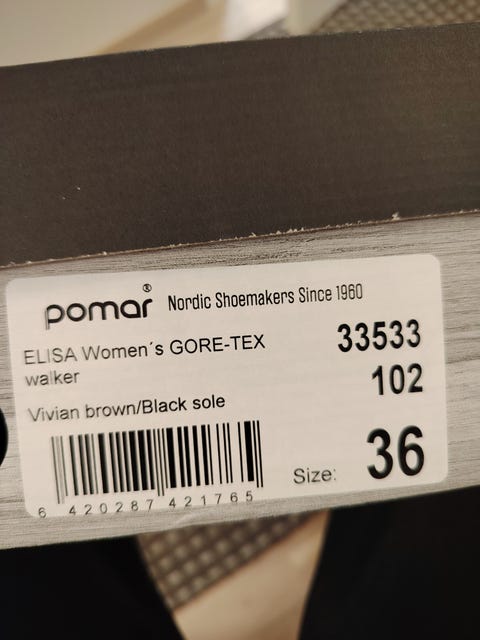 pomar® Nordic Shoemakers Since 1960
ELISA Women´s GORE-TEX 33533
walker 102
Vivian brown/Black sole
Size: 36
6 420287 421765